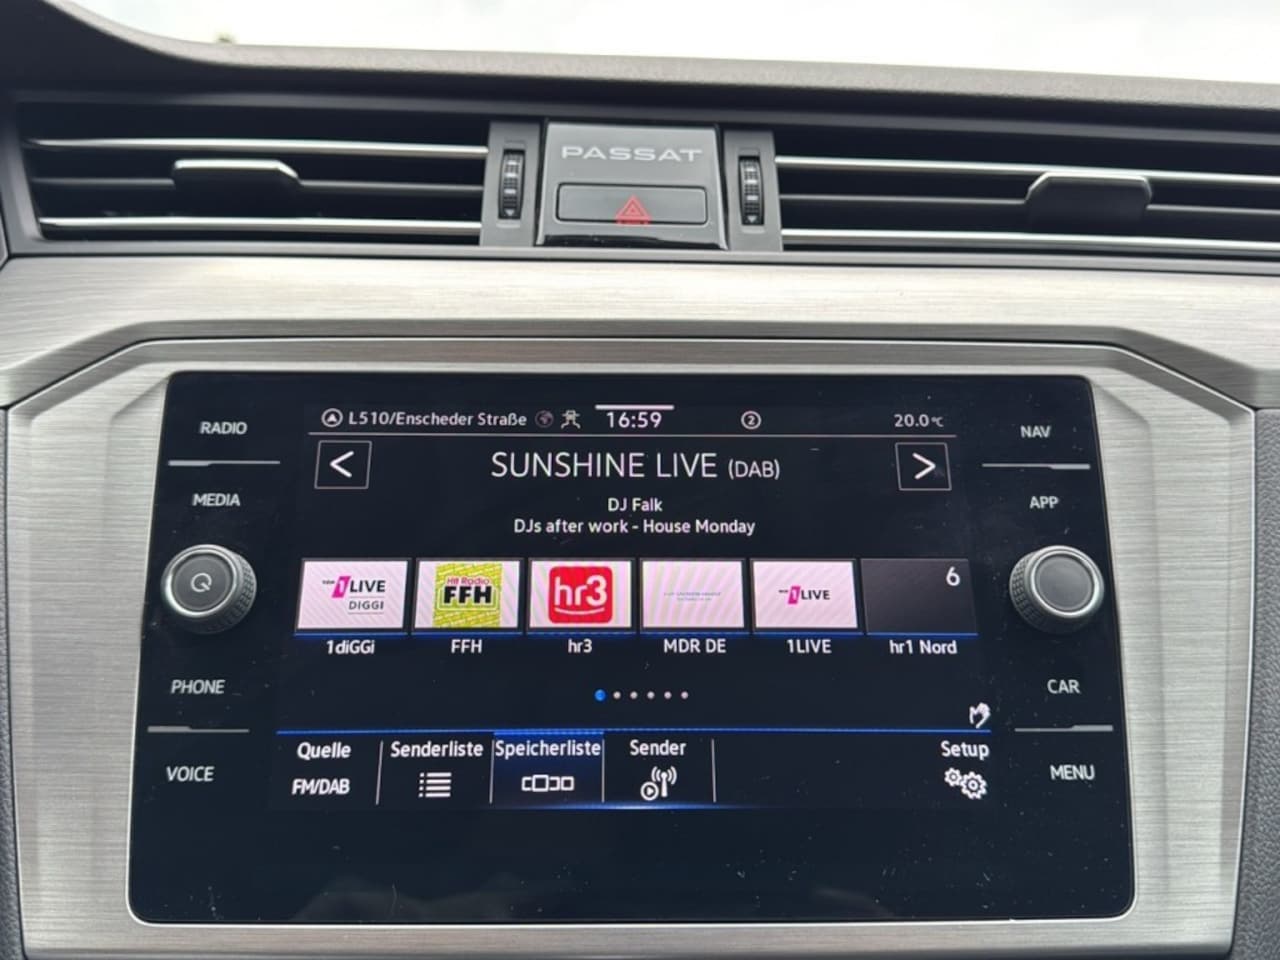 PASSAT
RADIO
MEDIA
PHONE
VOICE
NAV
APP
CAR
MENU
L510/Enscheder Straße
16:59
2
20.0°C
< SUNSHINE LIVE (DAB) >
DJ Falk
DJs after work - House Monday
1LIVE
DIGGI
Hit Radio
FFH
hr3
1LIVE
6
1diGGi
FFH
hr3
MDR DE
1LIVE
hr1 Nord
Quelle
FM/DAB
Senderliste
Speicherliste
Sender
Setup